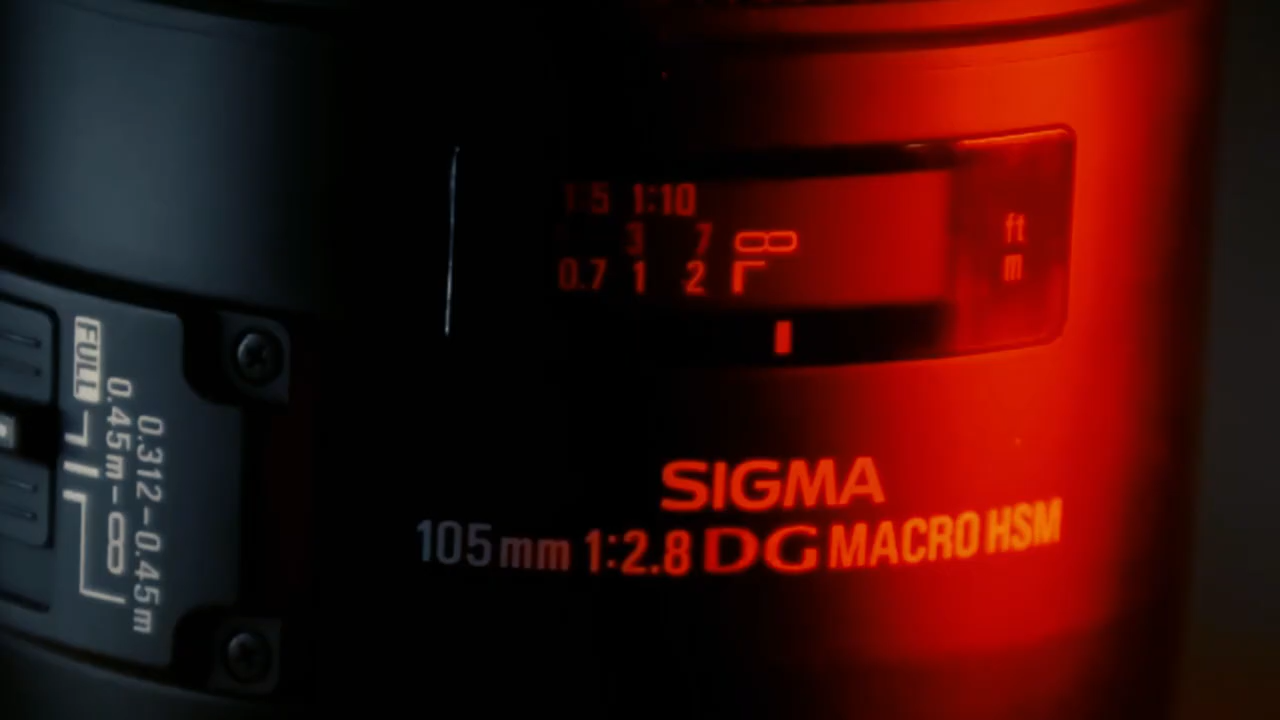 1:5 1:10
3 7 ∞
0.7 1 2
ft
m
SIGMA
105mm 1:2.8 DG MACRO HSM
FULL
0.45m-∞
0.312-0.45m